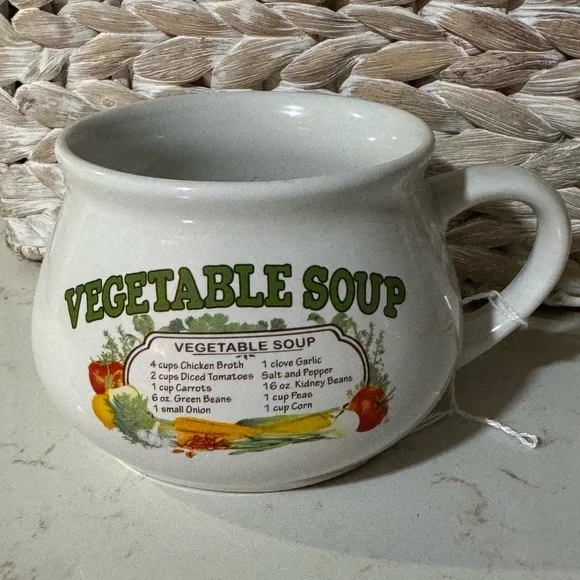 VEGETABLE SOUP
VEGETABLE SOUP
4 cups Chicken Broth
2 cups Diced Tomatoes
1 cup Carrots
6 oz. Green Beans
1 small Onion
1 clove Garlic
Salt and Pepper
16 oz. Kidney Beans
1 cup Peas
1 cup Corn